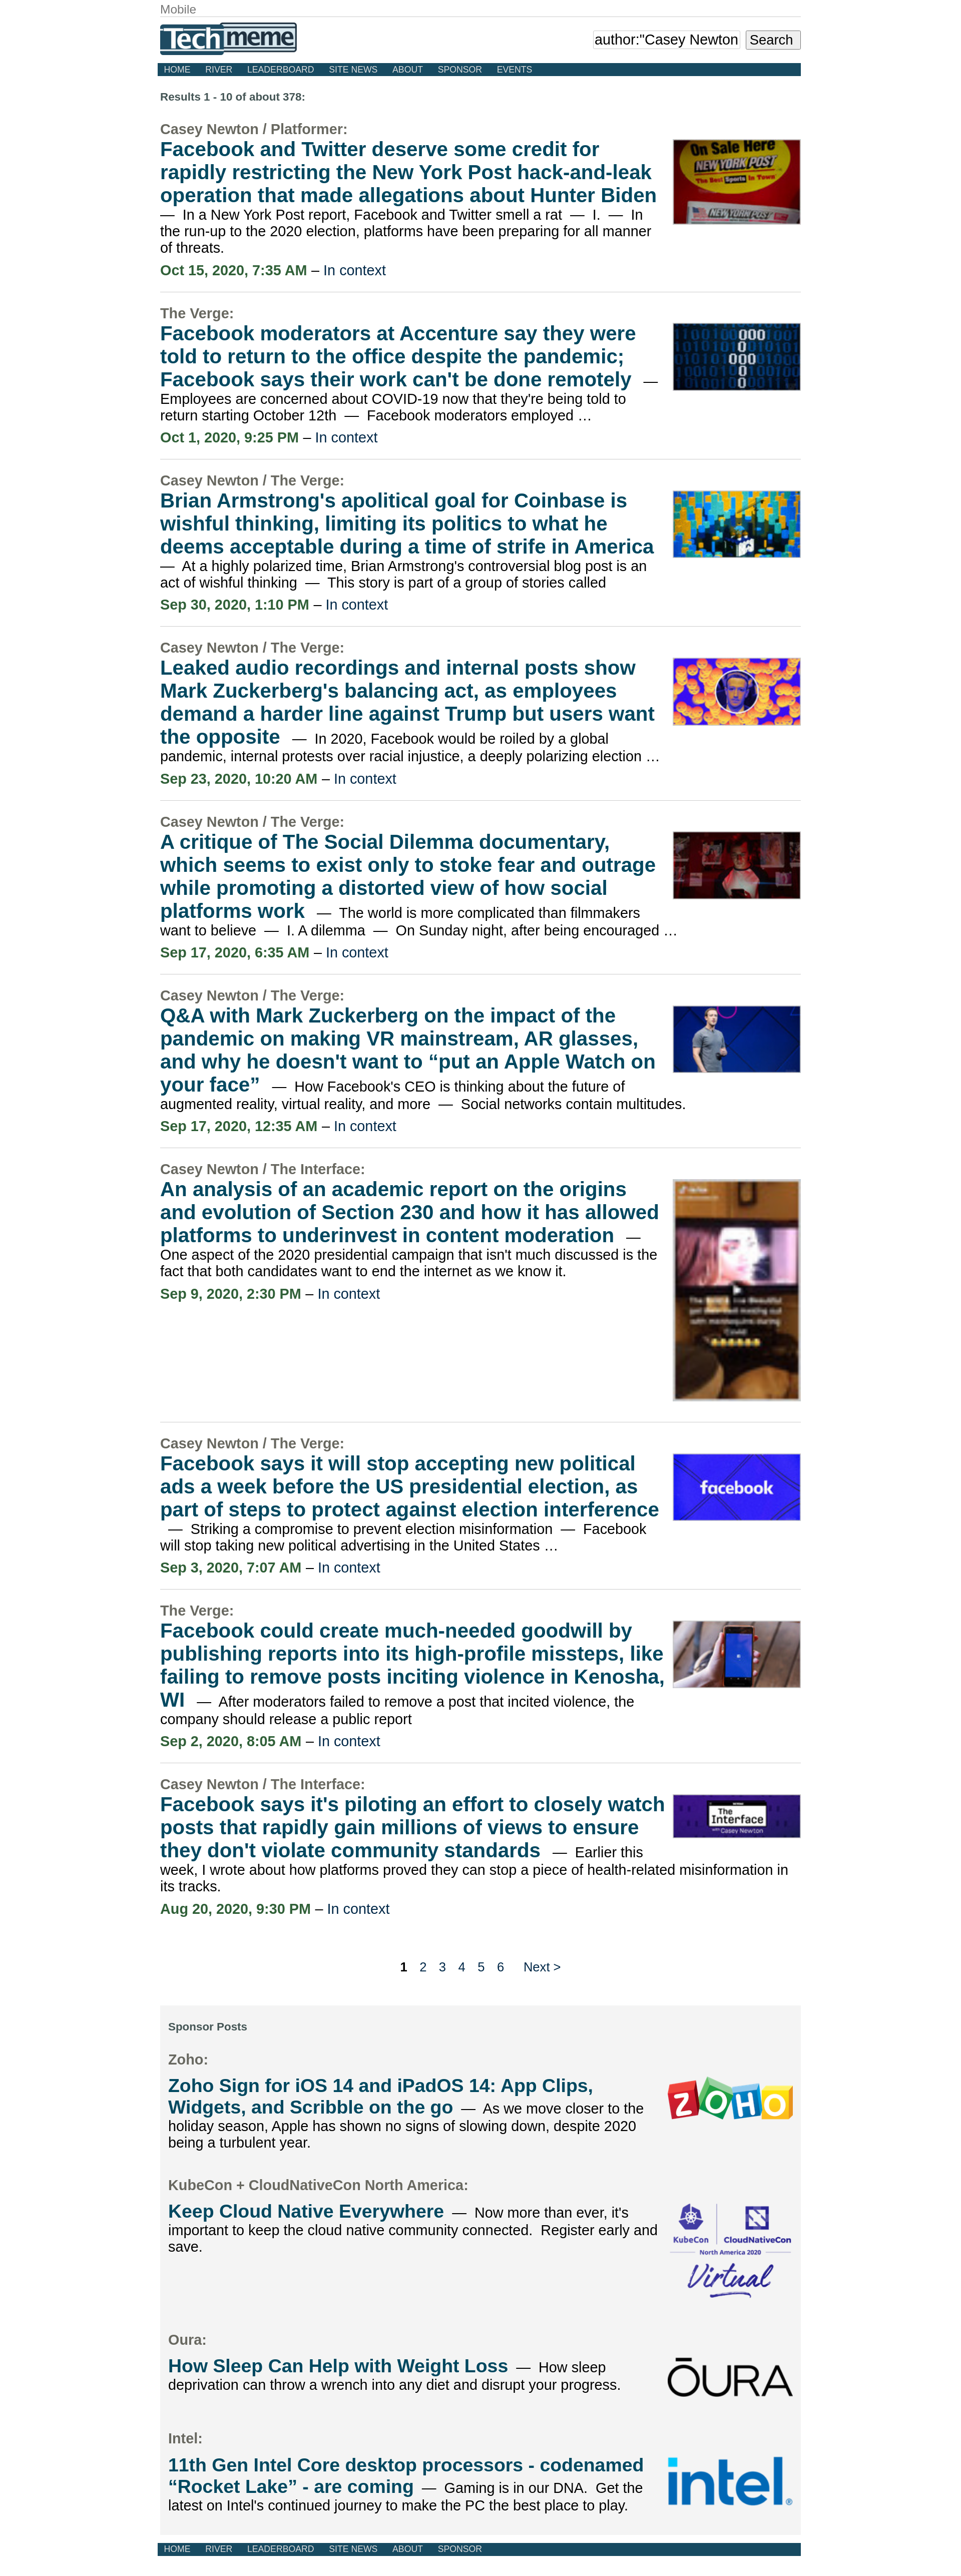 Mobile
Techmeme
author:"Casey Newton
Search
HOME RIVER LEADERBOARD SITE NEWS ABOUT SPONSOR EVENTS
Results 1 - 10 of about 378:
Casey Newton / Platformer:
Facebook and Twitter deserve some credit for
rapidly restricting the New York Post hack-and-leak
operation that made allegations about Hunter Biden
— In a New York Post report, Facebook and Twitter smell a rat — I. — In
the run-up to the 2020 election, platforms have been preparing for all manner
of threats.
On Sale Here
NEW YORK POST
The Best Sports In Town
NEW YORK POST
Oct 15, 2020, 7:35 AM – In context
The Verge:
Facebook moderators at Accenture say they were
told to return to the office despite the pandemic;
Facebook says their work can't be done remotely —
Employees are concerned about COVID-19 now that they're being told to
return starting October 12th — Facebook moderators employed …
Oct 1, 2020, 9:25 PM – In context
Casey Newton / The Verge:
Brian Armstrong's apolitical goal for Coinbase is
wishful thinking, limiting its politics to what he
deems acceptable during a time of strife in America
— At a highly polarized time, Brian Armstrong's controversial blog post is an
act of wishful thinking — This story is part of a group of stories called
Sep 30, 2020, 1:10 PM – In context
Casey Newton / The Verge:
Leaked audio recordings and internal posts show
Mark Zuckerberg's balancing act, as employees
demand a harder line against Trump but users want
the opposite — In 2020, Facebook would be roiled by a global
pandemic, internal protests over racial injustice, a deeply polarizing election …
Sep 23, 2020, 10:20 AM – In context
Casey Newton / The Verge:
A critique of The Social Dilemma documentary,
which seems to exist only to stoke fear and outrage
while promoting a distorted view of how social
platforms work — The world is more complicated than filmmakers
want to believe — I. A dilemma — On Sunday night, after being encouraged …
Sep 17, 2020, 6:35 AM – In context
Casey Newton / The Verge:
Q&A with Mark Zuckerberg on the impact of the
pandemic on making VR mainstream, AR glasses,
and why he doesn't want to “put an Apple Watch on
your face” — How Facebook's CEO is thinking about the future of
augmented reality, virtual reality, and more — Social networks contain multitudes.
Sep 17, 2020, 12:35 AM – In context
Casey Newton / The Interface:
An analysis of an academic report on the origins
and evolution of Section 230 and how it has allowed
platforms to underinvest in content moderation —
One aspect of the 2020 presidential campaign that isn't much discussed is the
fact that both candidates want to end the internet as we know it.
Sep 9, 2020, 2:30 PM – In context
Casey Newton / The Verge:
Facebook says it will stop accepting new political
ads a week before the US presidential election, as
part of steps to protect against election interference
— Striking a compromise to prevent election misinformation — Facebook
will stop taking new political advertising in the United States …
facebook
Sep 3, 2020, 7:07 AM – In context
The Verge:
Facebook could create much-needed goodwill by
publishing reports into its high-profile missteps, like
failing to remove posts inciting violence in Kenosha,
WI — After moderators failed to remove a post that incited violence, the
company should release a public report
Sep 2, 2020, 8:05 AM – In context
Casey Newton / The Interface:
Facebook says it's piloting an effort to closely watch
posts that rapidly gain millions of views to ensure
they don't violate community standards — Earlier this
week, I wrote about how platforms proved they can stop a piece of health-related misinformation in
its tracks.
The
Interface
with Casey Newton
Aug 20, 2020, 9:30 PM – In context
1 2 3 4 5 6 Next >
Sponsor Posts
Zoho:
Zoho Sign for iOS 14 and iPadOS 14: App Clips,
Widgets, and Scribble on the go — As we move closer to the
holiday season, Apple has shown no signs of slowing down, despite 2020
being a turbulent year.
ZOHO
KubeCon + CloudNativeCon North America:
Keep Cloud Native Everywhere — Now more than ever, it's
important to keep the cloud native community connected. Register early and
save.
KubeCon CloudNativeCon
North America 2020
Virtual
Oura:
How Sleep Can Help with Weight Loss — How sleep
deprivation can throw a wrench into any diet and disrupt your progress.
ŌURA
Intel:
11th Gen Intel Core desktop processors - codenamed
“Rocket Lake” - are coming — Gaming is in our DNA. Get the
latest on Intel's continued journey to make the PC the best place to play.
intel®
HOME RIVER LEADERBOARD SITE NEWS ABOUT SPONSOR